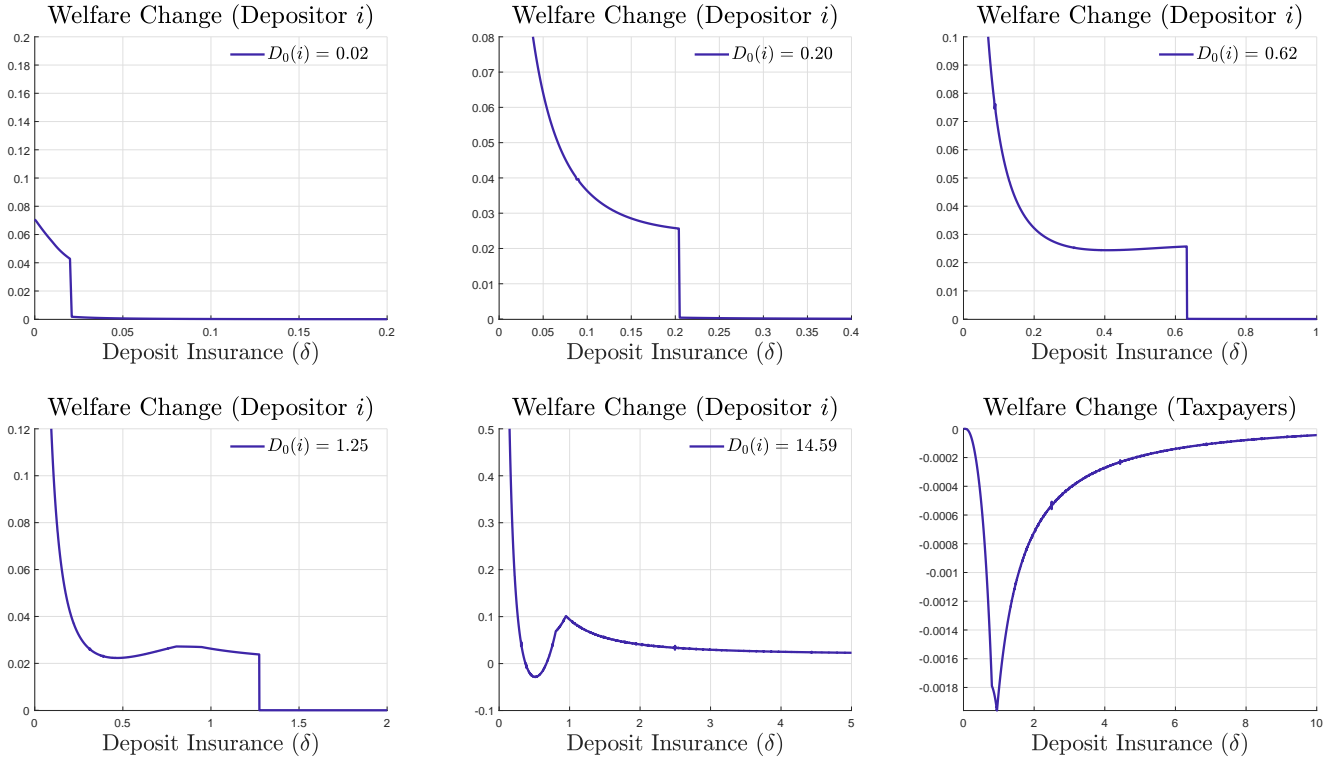 Welfare Change (Depositor i)
D₀(i) = 0.02
0.2
0.18
0.16
0.14
0.12
0.1
0.08
0.06
0.04
0.02
0
0 0.05 0.1 0.15 0.2
Deposit Insurance (δ)
Welfare Change (Depositor i)
D₀(i) = 0.20
0.08
0.07
0.06
0.05
0.04
0.03
0.02
0.01
0
0 0.05 0.1 0.15 0.2 0.25 0.3 0.35 0.4
Deposit Insurance (δ)
Welfare Change (Depositor i)
D₀(i) = 0.62
0.1
0.09
0.08
0.07
0.06
0.05
0.04
0.03
0.02
0.01
0
0 0.2 0.4 0.6 0.8 1
Deposit Insurance (δ)
Welfare Change (Depositor i)
D₀(i) = 1.25
0.12
0.1
0.08
0.06
0.04
0.02
0
0 0.5 1 1.5 2
Deposit Insurance (δ)
Welfare Change (Depositor i)
D₀(i) = 14.59
0.5
0.4
0.3
0.2
0.1
0
-0.1
0 1 2 3 4 5
Deposit Insurance (δ)
Welfare Change (Taxpayers)
0
-0.0002
-0.0004
-0.0006
-0.0008
-0.001
-0.0012
-0.0014
-0.0016
-0.0018
0 2 4 6 8 10
Deposit Insurance (δ)